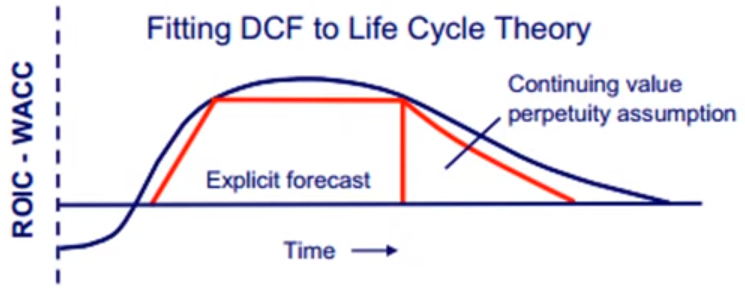 Fitting DCF to Life Cycle Theory
ROIC - WACC
Continuing value
perpetuity assumption
Explicit forecast
Time